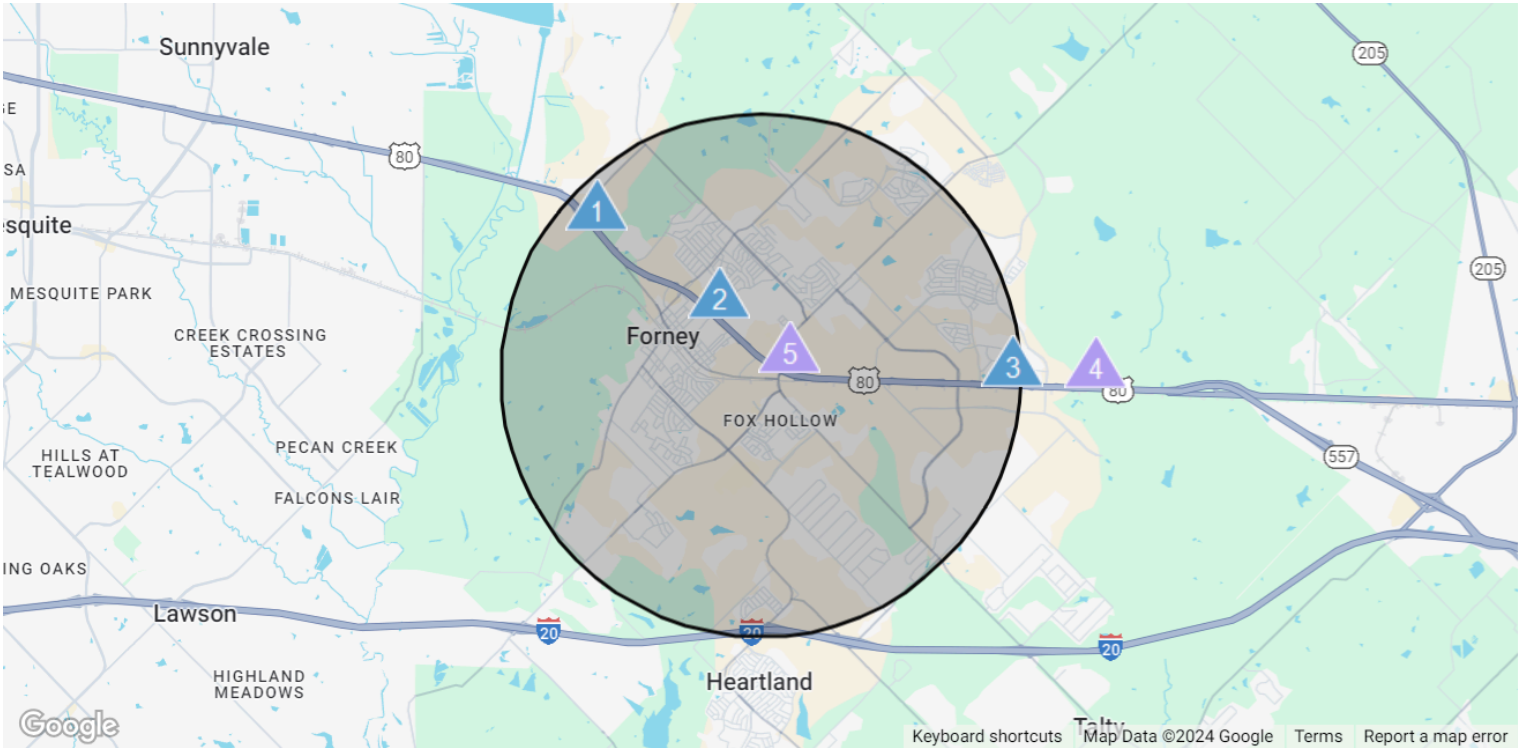 Sunnyvale
205
80
SA
1
esquite
205
MESQUITE PARK
2
CREEK CROSSING
ESTATES
Forney
5
3
4
80
80
FOX HOLLOW
PECAN CREEK
HILLS AT
TEALWOOD
557
FALCONS LAIR
ING OAKS
Lawson
20
20
20
HIGHLAND
MEADOWS
Heartland
Talty
Google
Keyboard shortcuts
Map Data ©2024 Google
Terms
Report a map error